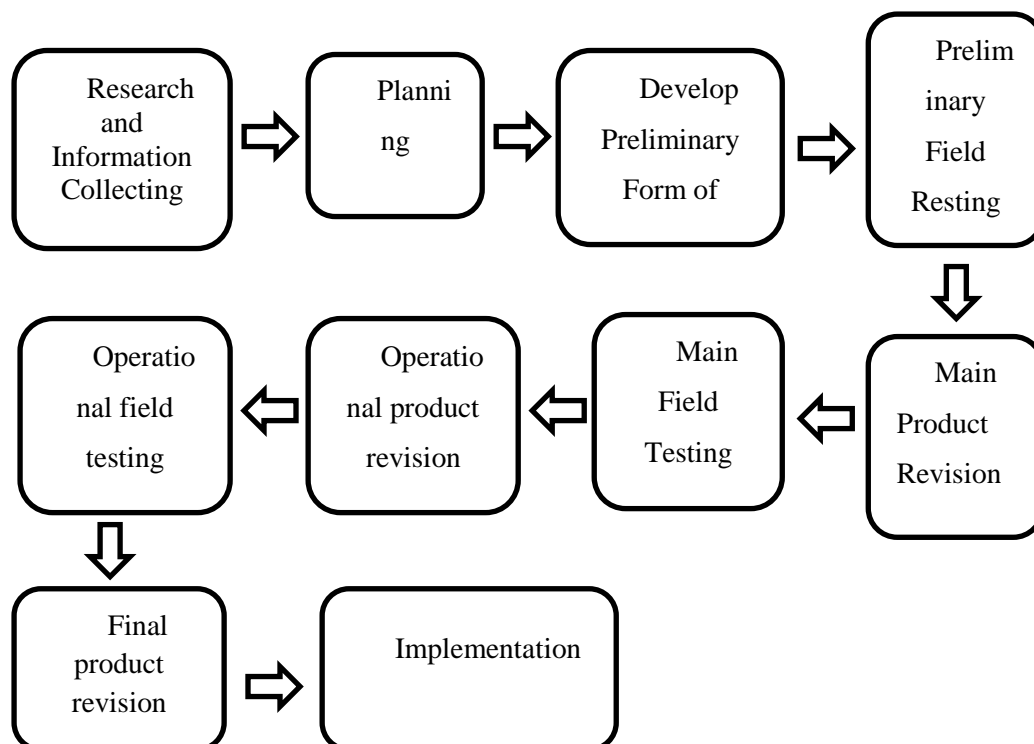 Research
and
Information
Collecting
Planni
ng
Develop
Preliminary
Form of
Prelim
inary
Field
Resting
Main
Product
Revision
Main
Field
Testing
Operatio
nal product
revision
Operatio
nal field
testing
Final
product
revision
Implementation